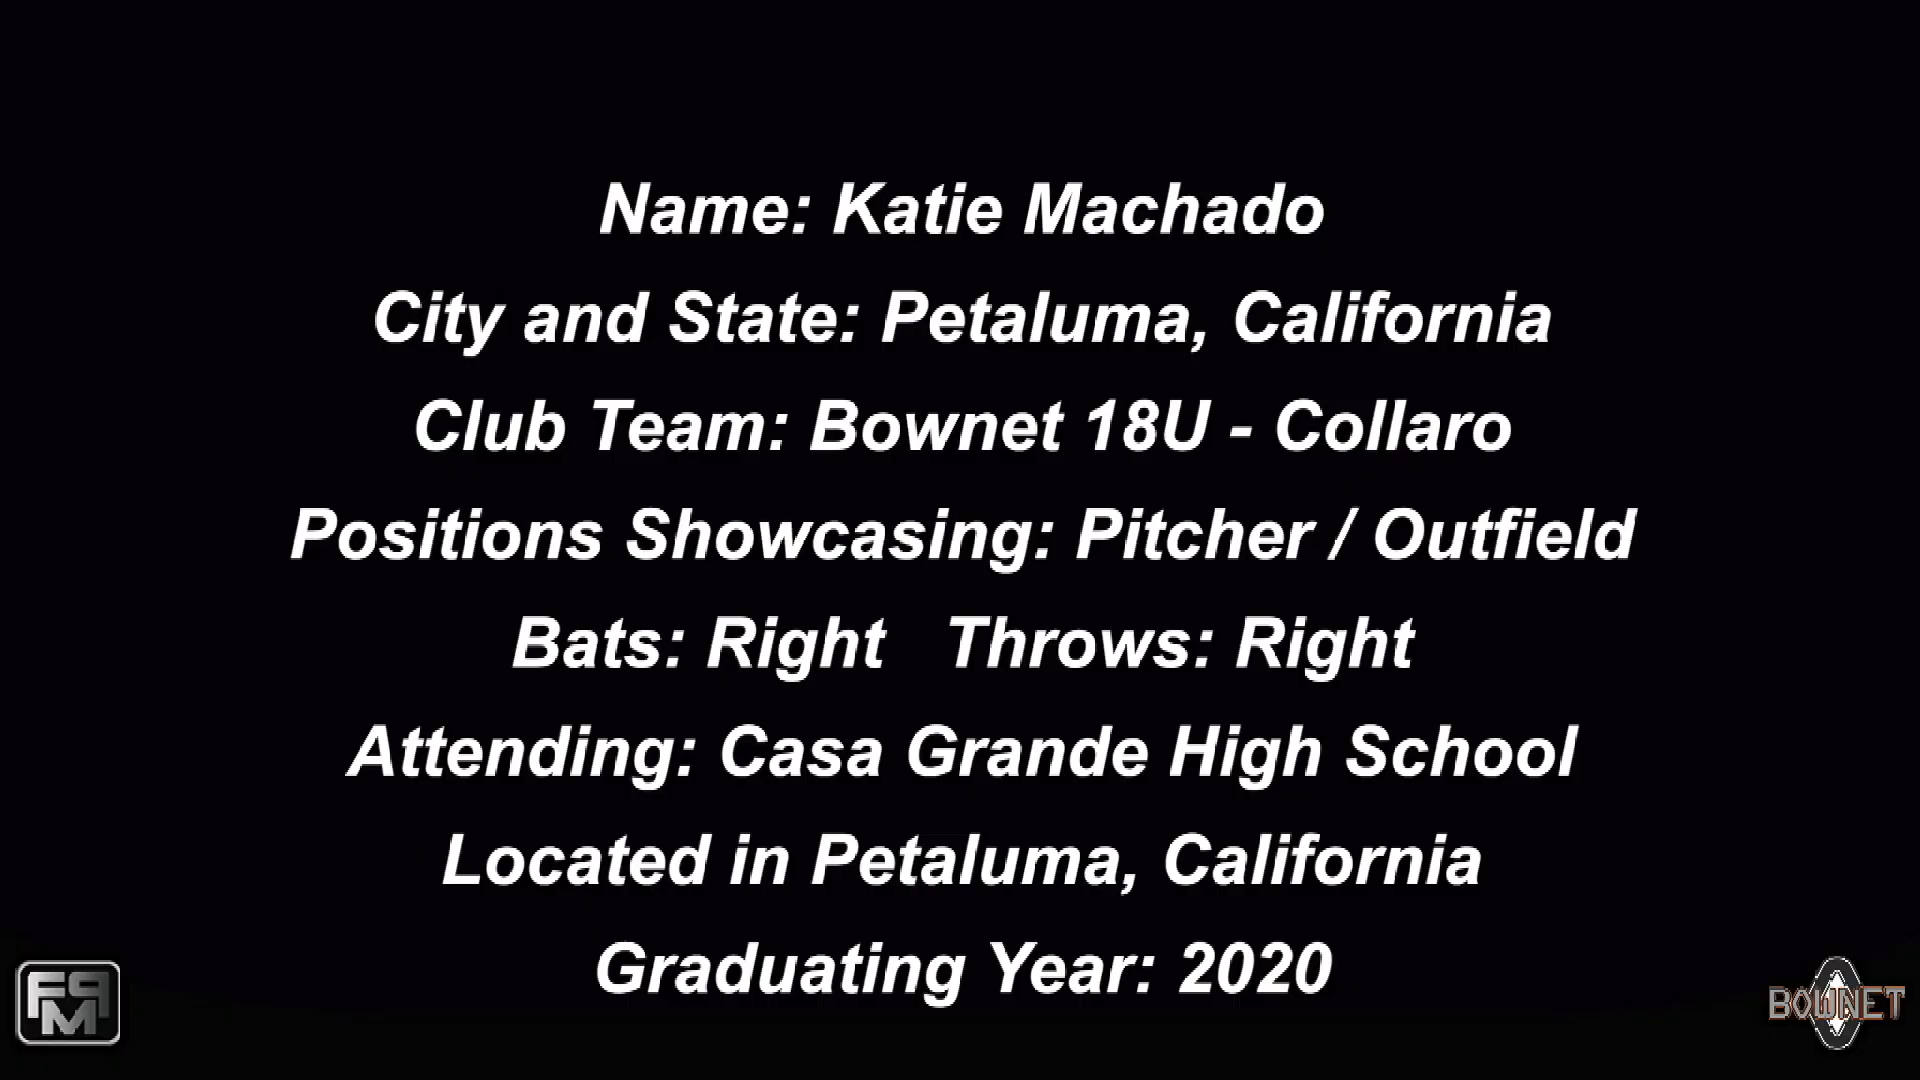 Name: Katie Machado
City and State: Petaluma, California
Club Team: Bownet 18U - Collaro
Positions Showcasing: Pitcher / Outfield
Bats: Right   Throws: Right
Attending: Casa Grande High School
Located in Petaluma, California
Graduating Year: 2020
FPM
BOWNET